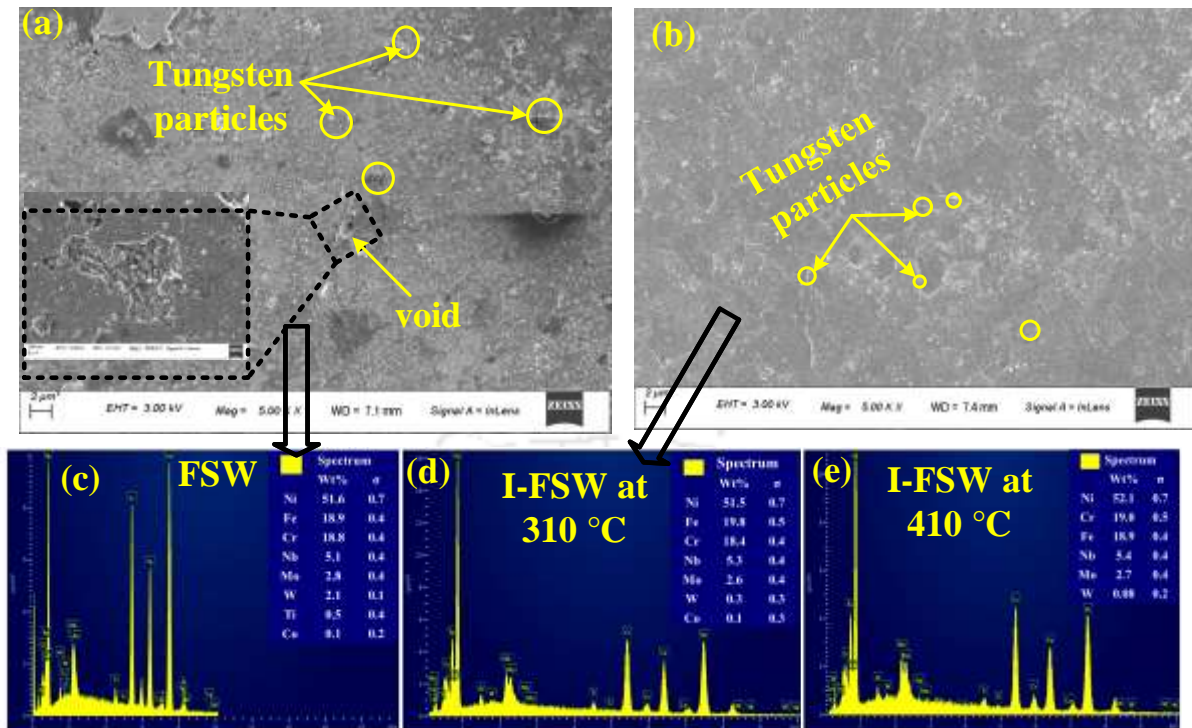 (a)
Tungsten
particles
void
2 µm
EHT = 3.00 kV
Mag = 5.00 K X
WD = 7.1 mm
Signal A = InLens
ZEISS
(b)
Tungsten
particles
2 µm
EHT = 3.00 kV
Mag = 5.00 K X
WD = 7.4 mm
Signal A = InLens
ZEISS
(c)
FSW
Spectrum
Wt% σ
Ni 51.6 0.7
Fe 18.9 0.4
Cr 18.8 0.4
Nb 5.1 0.4
Mo 2.8 0.4
W 2.1 0.1
Ti 0.5 0.4
Co 0.1 0.2
(d)
I-FSW at
310 °C
Spectrum
Wt% σ
Ni 51.5 0.7
Fe 19.8 0.5
Cr 18.4 0.4
Nb 5.3 0.4
Mo 2.6 0.4
W 0.3 0.3
Co 0.1 0.3
(e)
I-FSW at
410 °C
Spectrum
Wt% σ
Ni 52.1 0.7
Cr 19.0 0.5
Fe 18.9 0.4
Nb 5.4 0.4
Mo 2.7 0.4
W 0.08 0.2